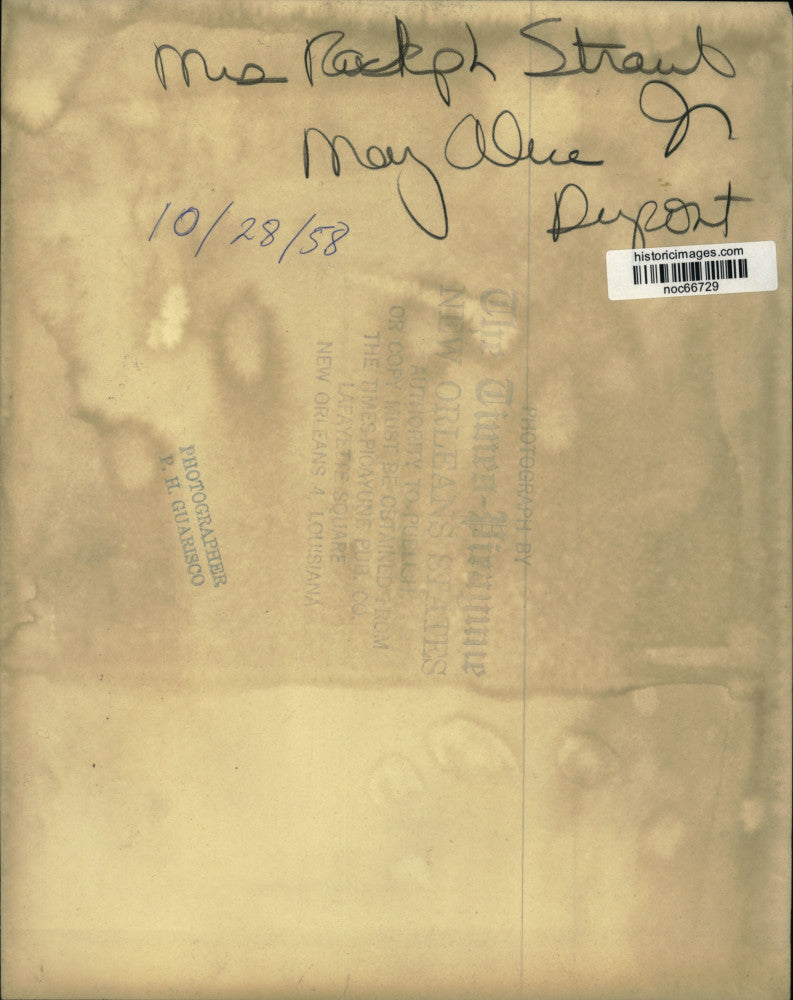 Mrs Rudolph Straub
Jr
May Alice
Dupont
10/28/58
historicimages.com
noc66729
PHOTOGRAPH BY
The Times-Picayune
NEW ORLEANS STATES
AUTHORITY TO PUBLISH
OR COPY MUST BE OBTAINED FROM
THE TIMES-PICAYUNE PUB. CO.
LAFAYETTE SQUARE
NEW ORLEANS 4, LOUISIANA
PHOTOGRAPHER
P. H. GUARISCO